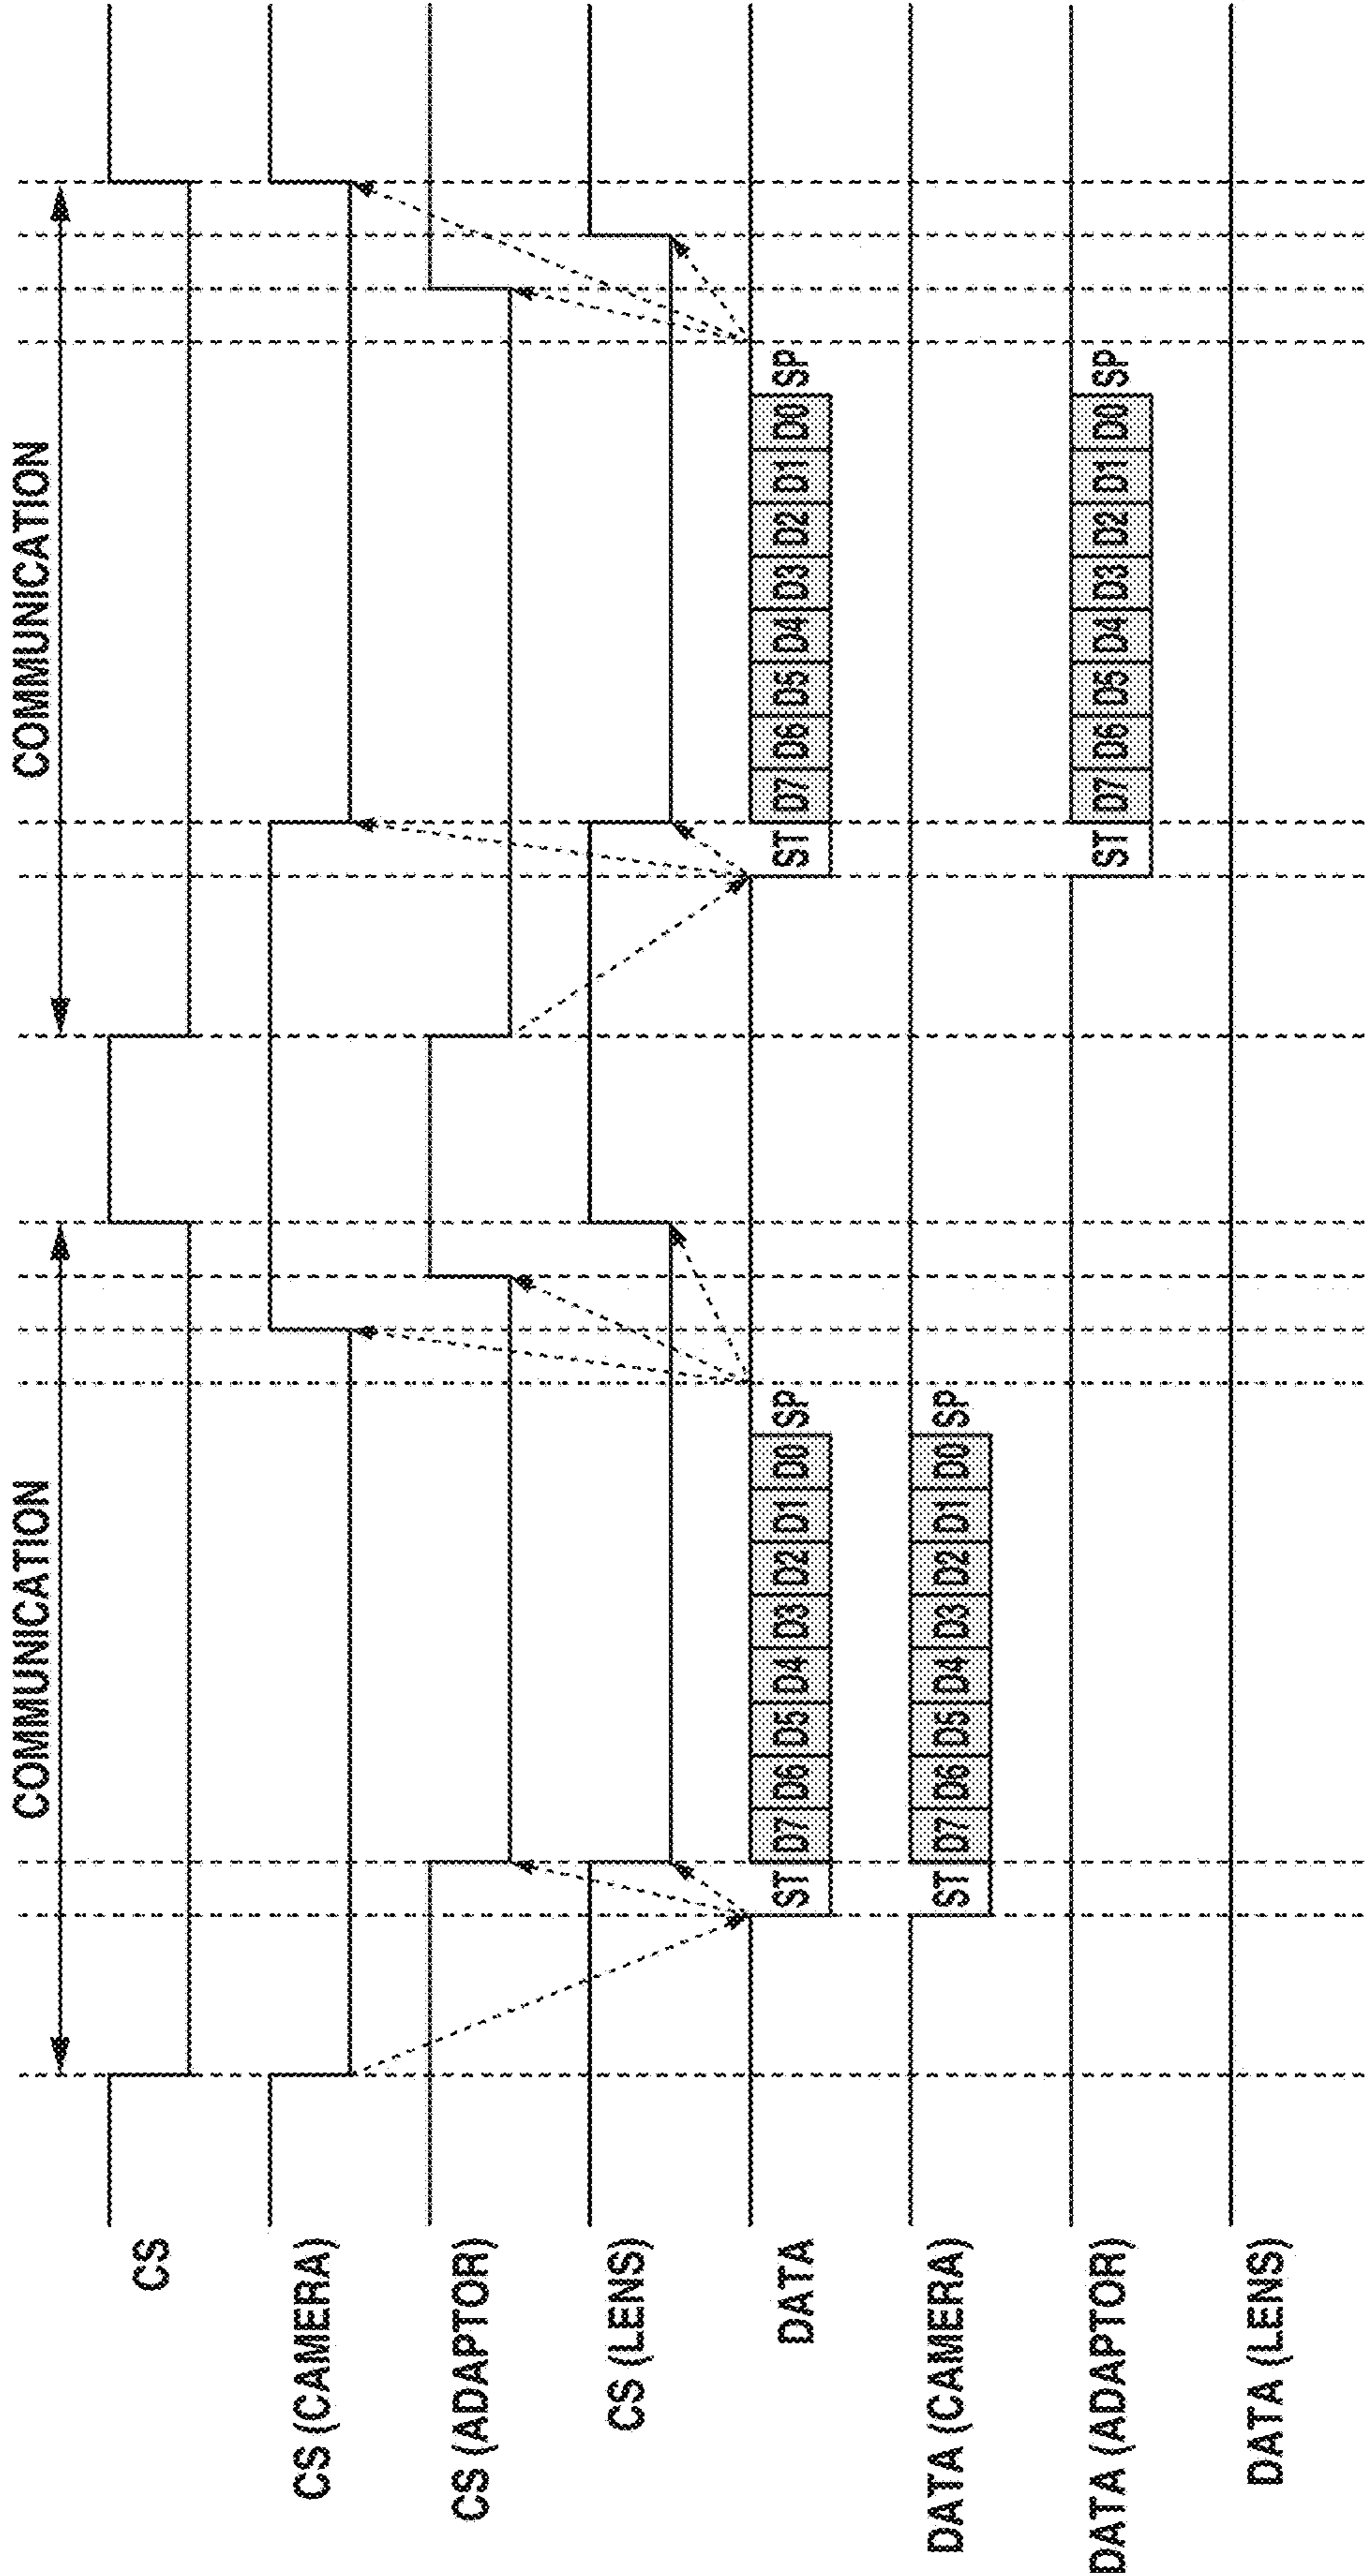 COMMUNICATION COMMUNICATION
CS
CS (CAMERA)
CS (ADAPTOR)
CS (LENS)
DATA ST D7 D6 D5 D4 D3 D2 D1 D0 SP ST D7 D6 D5 D4 D3 D2 D1 D0 SP
DATA (CAMERA) ST D7 D6 D5 D4 D3 D2 D1 D0 SP
DATA (ADAPTOR) ST D7 D6 D5 D4 D3 D2 D1 D0 SP
DATA (LENS)